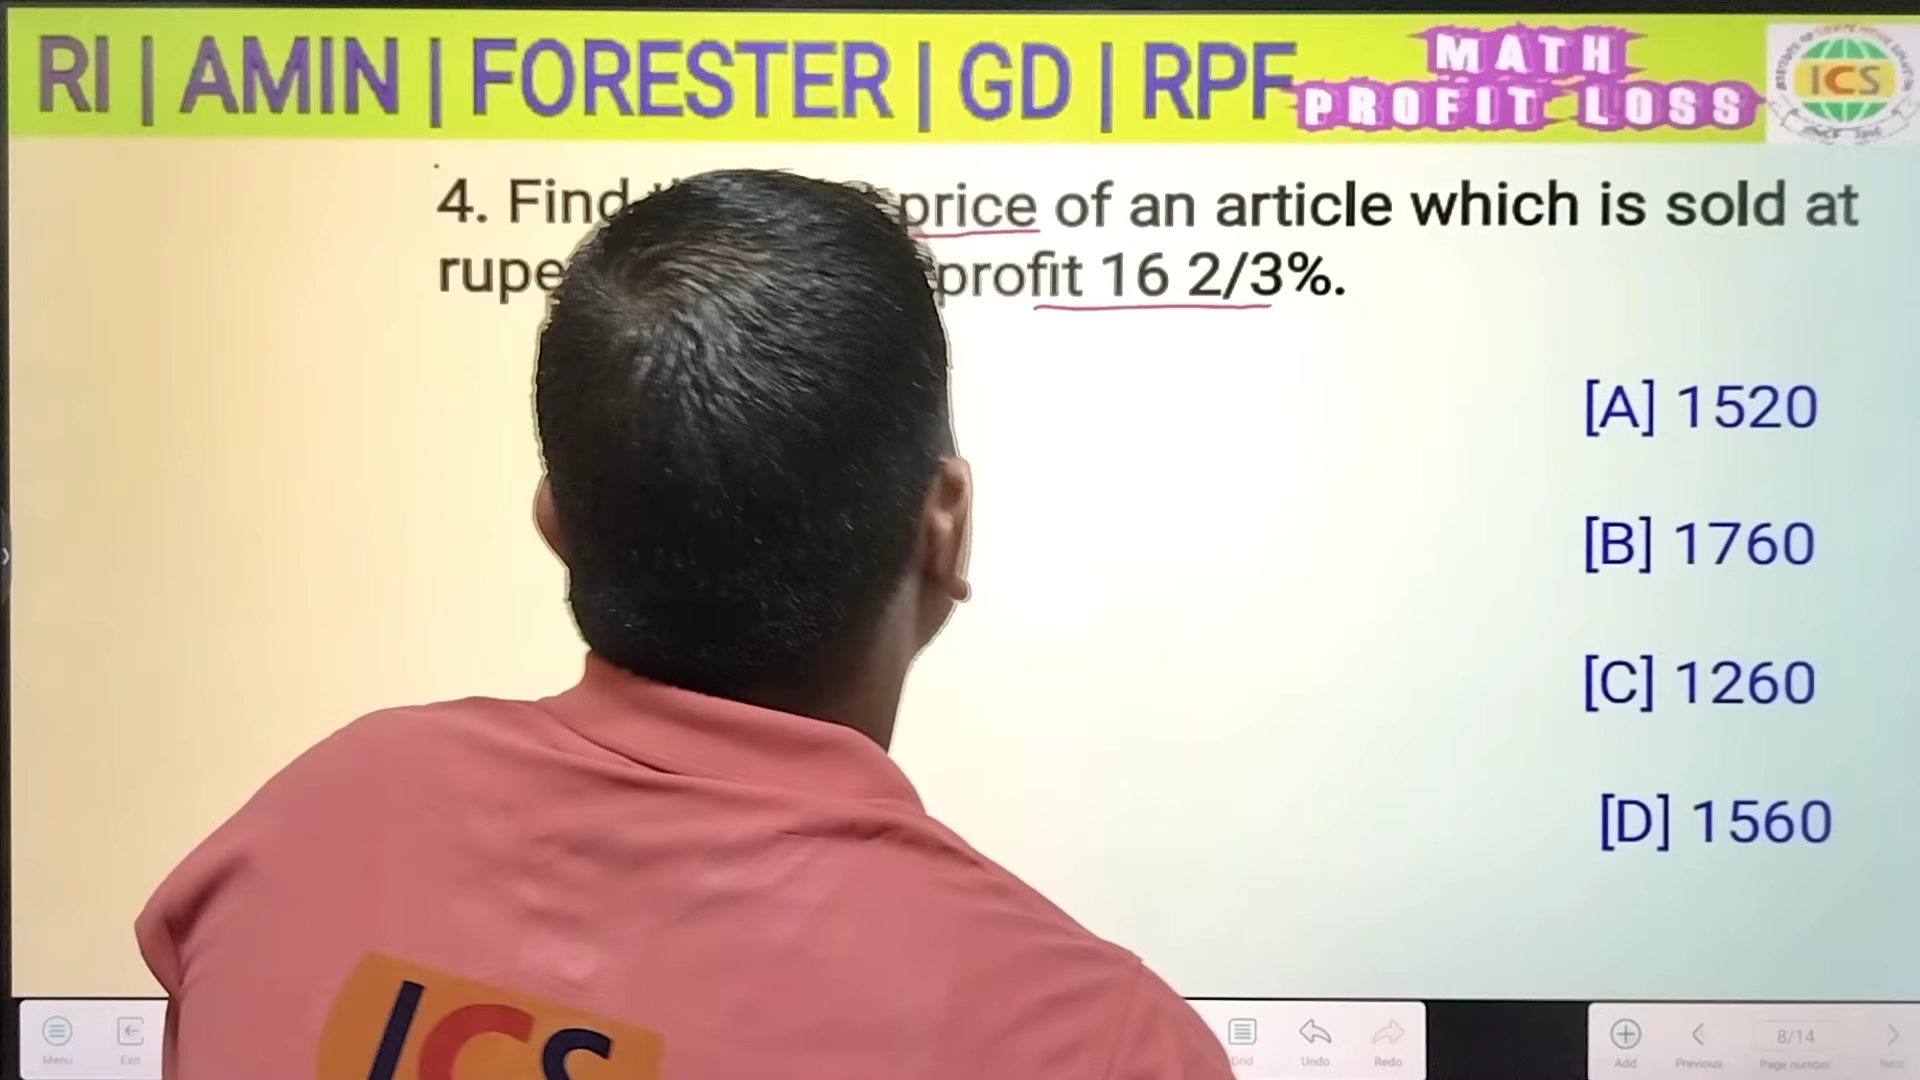 RI | AMIN | FORESTER | GD | RPF
MATH
PROFIT LOSS
ICS
4. Find price of an article which is sold at
profit 16 2/3%.
[A] 1520
[B] 1760
[C] 1260
[D] 1560
ICS
Menu
Exit
Grid
Undo
Redo
Add
Previous
8/14
Page number
Next